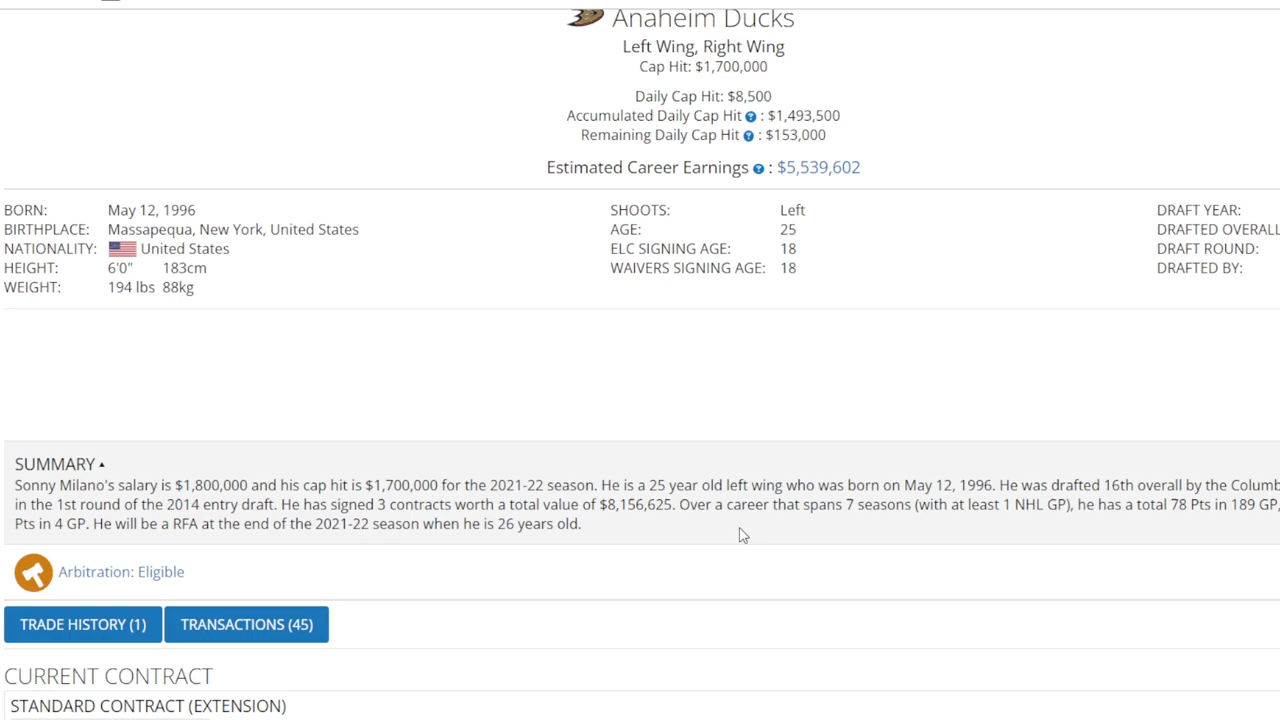 Anaheim Ducks
Left Wing, Right Wing
Cap Hit: $1,700,000
Daily Cap Hit: $8,500
Accumulated Daily Cap Hit ? : $1,493,500
Remaining Daily Cap Hit ? : $153,000
Estimated Career Earnings ? : $5,539,602
BORN: May 12, 1996
BIRTHPLACE: Massapequa, New York, United States
NATIONALITY: United States
HEIGHT: 6'0" 183cm
WEIGHT: 194 lbs 88kg
SHOOTS: Left
AGE: 25
ELC SIGNING AGE: 18
WAIVERS SIGNING AGE: 18
DRAFT YEAR:
DRAFTED OVERALL
DRAFT ROUND:
DRAFTED BY:
SUMMARY
Sonny Milano's salary is $1,800,000 and his cap hit is $1,700,000 for the 2021-22 season. He is a 25 year old left wing who was born on May 12, 1996. He was drafted 16th overall by the Columb
in the 1st round of the 2014 entry draft. He has signed 3 contracts worth a total value of $8,156,625. Over a career that spans 7 seasons (with at least 1 NHL GP), he has a total 78 Pts in 189 GP,
Pts in 4 GP. He will be a RFA at the end of the 2021-22 season when he is 26 years old.
Arbitration: Eligible
TRADE HISTORY (1) TRANSACTIONS (45)
CURRENT CONTRACT
STANDARD CONTRACT (EXTENSION)